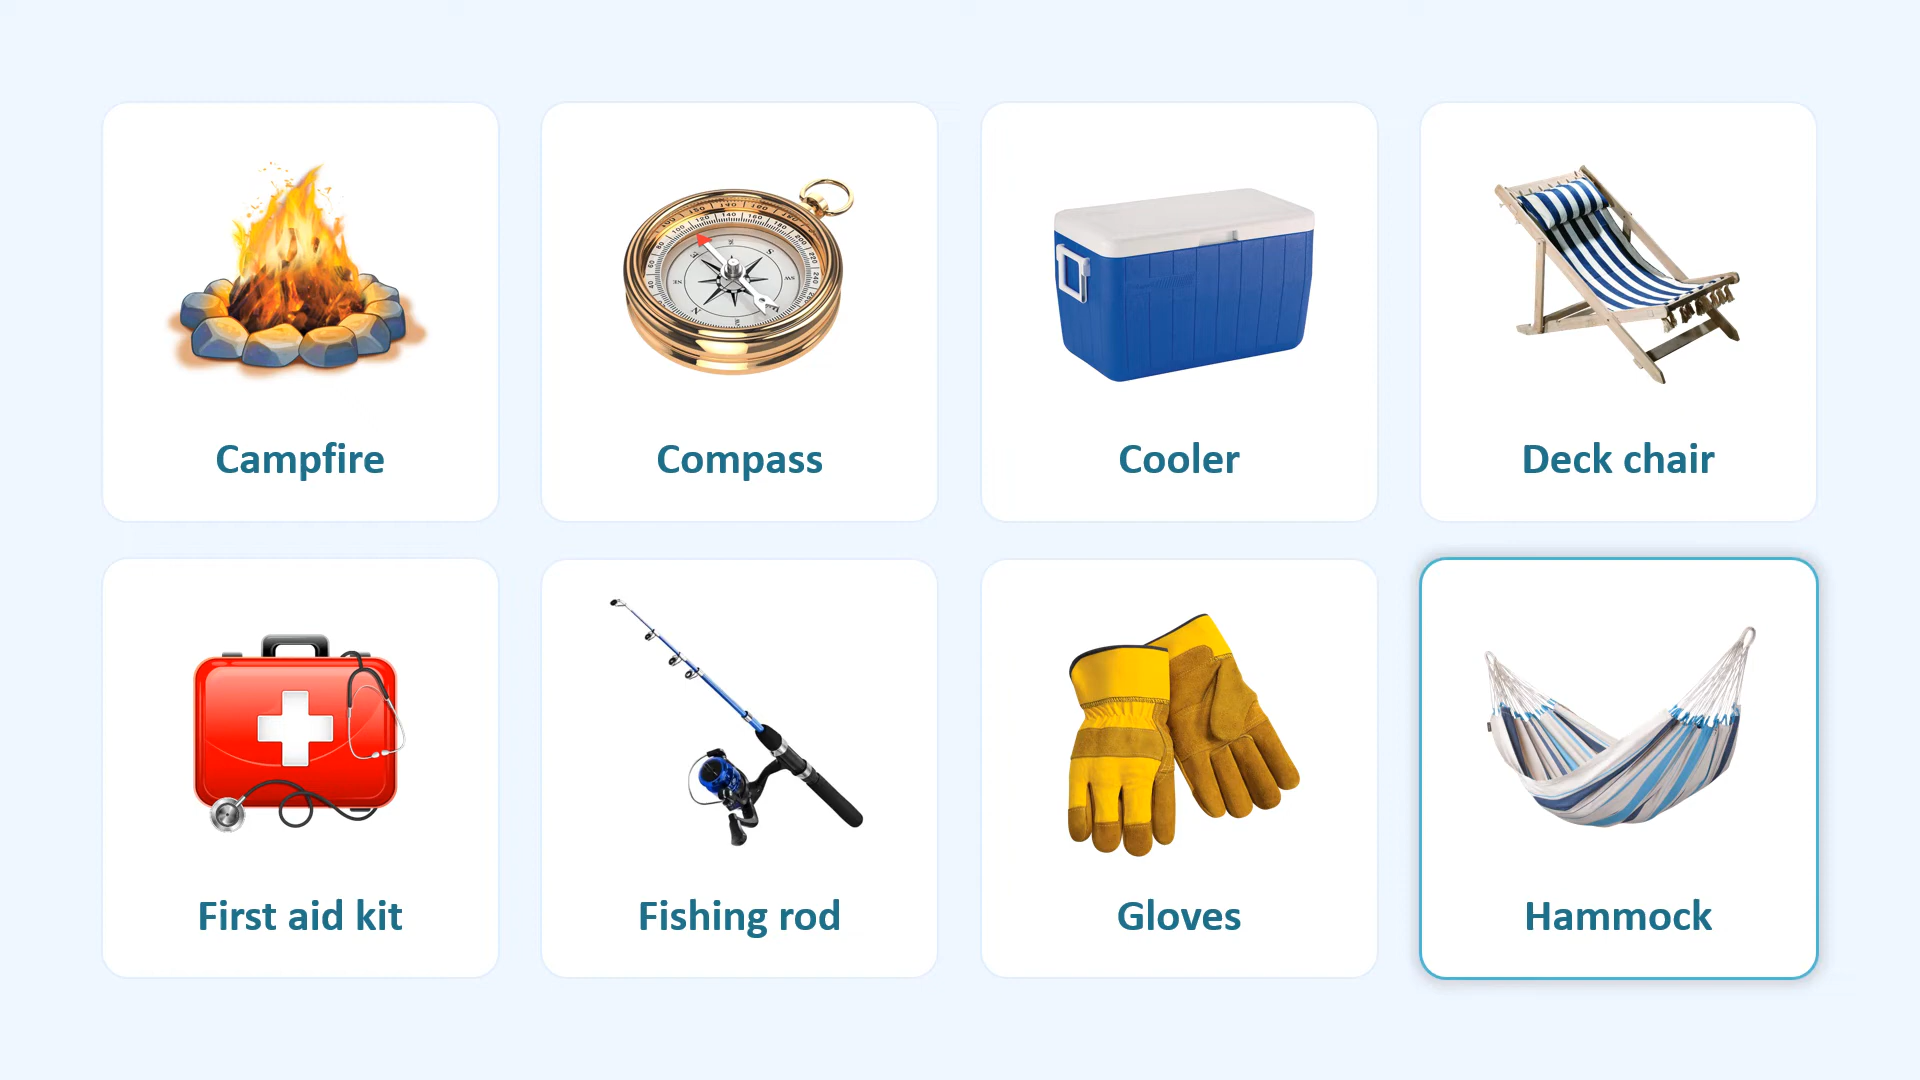 Campfire
Compass
Cooler
Deck chair
First aid kit
Fishing rod
Gloves
Hammock